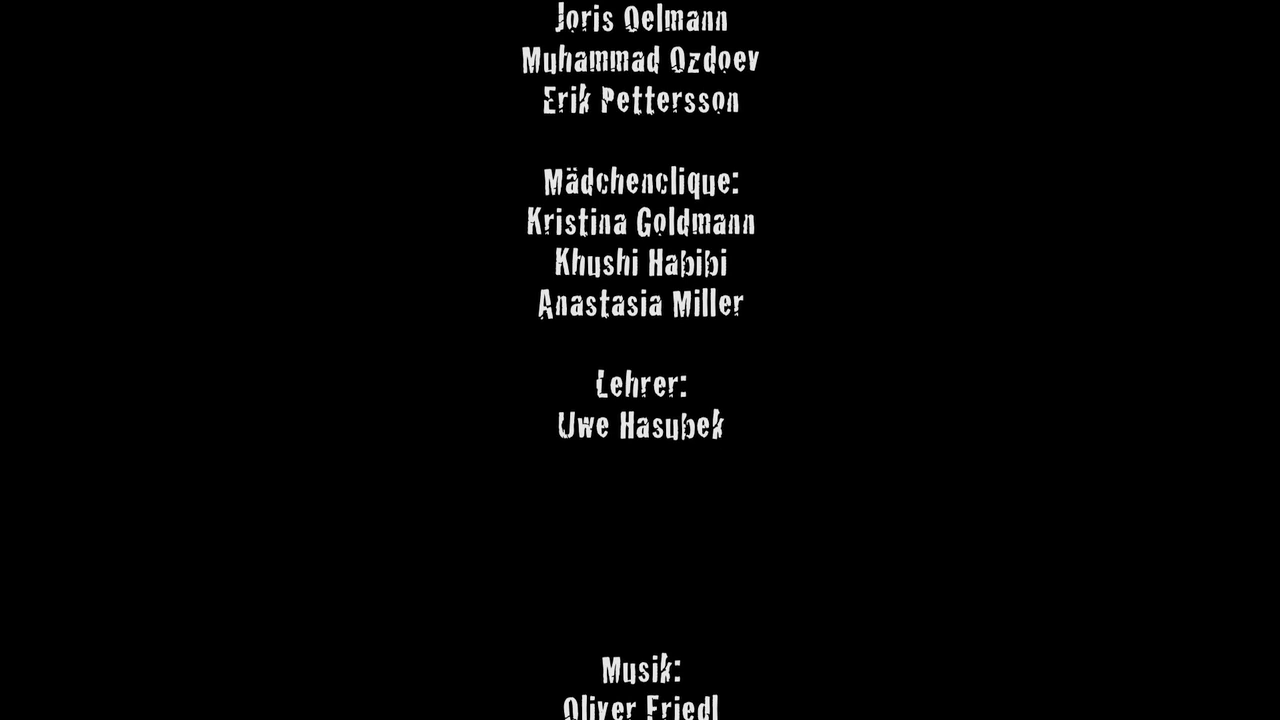 Joris Oelmann
Muhammad Ozdoev
Erik Pettersson
Mädchenclique:
Kristina Goldmann
Khushi Habibi
Anastasia Miller
Lehrer:
Uwe Hasubek
Musik:
Oliver Friedl